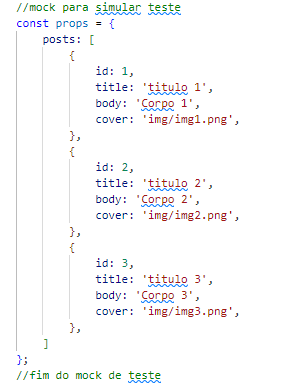 //mock para simular teste
const props = {
    posts: [
        {
            id: 1,
            title: 'titulo 1',
            body: 'Corpo 1',
            cover: 'img/img1.png',
        },
        {
            id: 2,
            title: 'titulo 2',
            body: 'Corpo 2',
            cover: 'img/img2.png',
        },
        {
            id: 3,
            title: 'titulo 3',
            body: 'Corpo 3',
            cover: 'img/img3.png',
        },
    ]
};
//fim do mock de teste